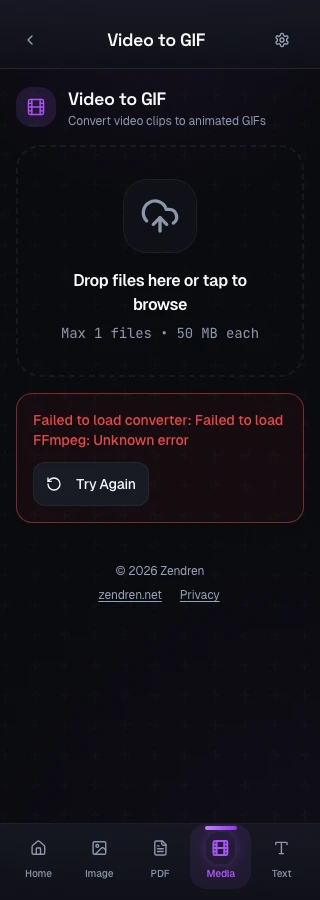 Video to GIF
Video to GIF
Convert video clips to animated GIFs
Drop files here or tap to
browse
Max 1 files • 50 MB each
Failed to load converter: Failed to load
FFmpeg: Unknown error
Try Again
© 2026 Zendren
zendren.net Privacy
Home Image PDF Media Text